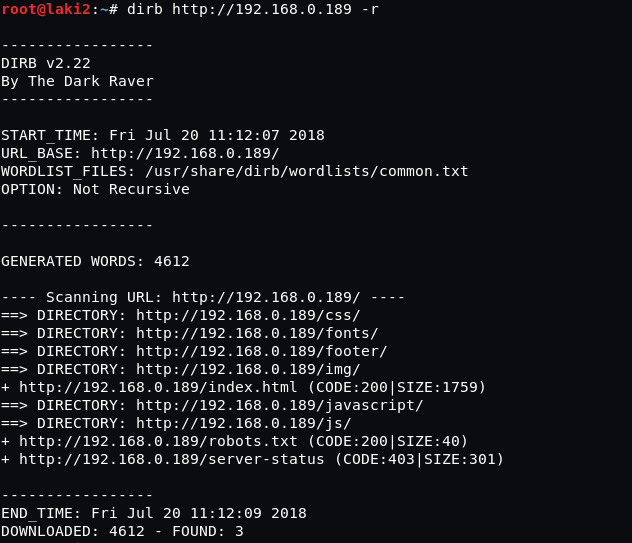 root@laki2:~# dirb http://192.168.0.189 -r
-----------------
DIRB v2.22
By The Dark Raver
-----------------
START_TIME: Fri Jul 20 11:12:07 2018
URL_BASE: http://192.168.0.189/
WORDLIST_FILES: /usr/share/dirb/wordlists/common.txt
OPTION: Not Recursive
-----------------
GENERATED WORDS: 4612
---- Scanning URL: http://192.168.0.189/ ----
==> DIRECTORY: http://192.168.0.189/css/
==> DIRECTORY: http://192.168.0.189/fonts/
==> DIRECTORY: http://192.168.0.189/footer/
==> DIRECTORY: http://192.168.0.189/img/
+ http://192.168.0.189/index.html (CODE:200|SIZE:1759)
==> DIRECTORY: http://192.168.0.189/javascript/
==> DIRECTORY: http://192.168.0.189/js/
+ http://192.168.0.189/robots.txt (CODE:200|SIZE:40)
+ http://192.168.0.189/server-status (CODE:403|SIZE:301)
-----------------
END_TIME: Fri Jul 20 11:12:09 2018
DOWNLOADED: 4612 - FOUND: 3